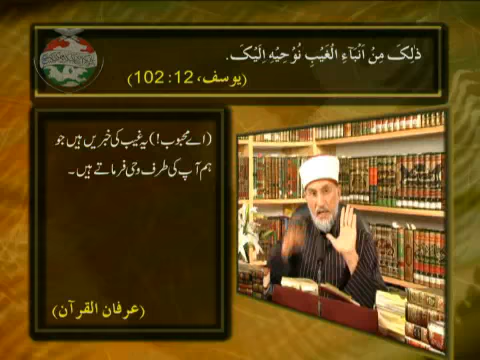 ذٰلِکَ مِنْ اَنْۢبَآءِ الْغَیْبِ نُوْحِیْهِ اِلَیْکَ.
(یوسف، 12:102)
(اے محبوب!) یہ غیب کی خبریں ہیں جو
ہم آپ کی طرف وحی فرماتے ہیں۔
(عرفان القرآن)